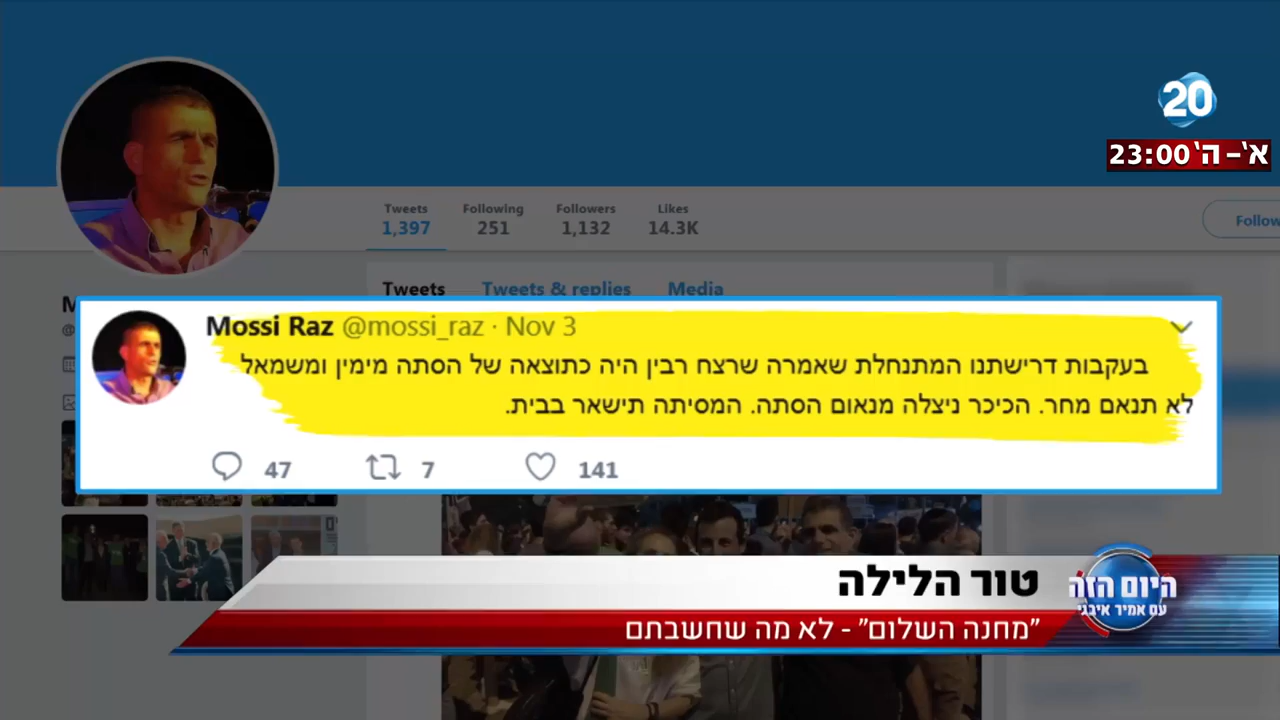 20
א'-ה' 23:00
Tweets Following Followers Likes
1,397 251 1,132 14.3K
Follow
Tweets Tweets & replies Media
Mossi Raz @mossi_raz · Nov 3
בעקבות דרישתנו המתנחלת שאמרה שרצח רבין היה כתוצאה של הסתה מימין ומשמאל
לא תנאם מחר. הכיכר ניצלה מנאום הסתה. המסיתה תישאר בבית.
47 7 141
טור הלילה
"מחנה השלום" - לא מה שחשבתם
היום הזה
עם אמיר איבגי